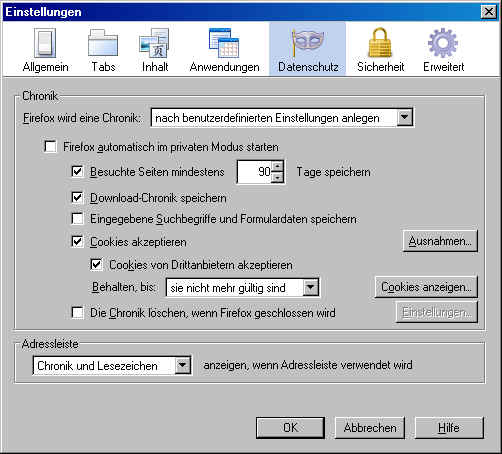 Einstellungen
Allgemein Tabs Inhalt Anwendungen Datenschutz Sicherheit Erweitert
Chronik
Firefox wird eine Chronik: nach benutzerdefinierten Einstellungen anlegen
Firefox automatisch im privaten Modus starten
Besuchte Seiten mindestens 90 Tage speichern
Download-Chronik speichern
Eingegebene Suchbegriffe und Formulardaten speichern
Cookies akzeptieren Ausnahmen...
Cookies von Drittanbietern akzeptieren
Behalten, bis: sie nicht mehr gültig sind Cookies anzeigen...
Die Chronik löschen, wenn Firefox geschlossen wird Einstellungen...
Adressleiste
Chronik und Lesezeichen anzeigen, wenn Adressleiste verwendet wird
OK Abbrechen Hilfe